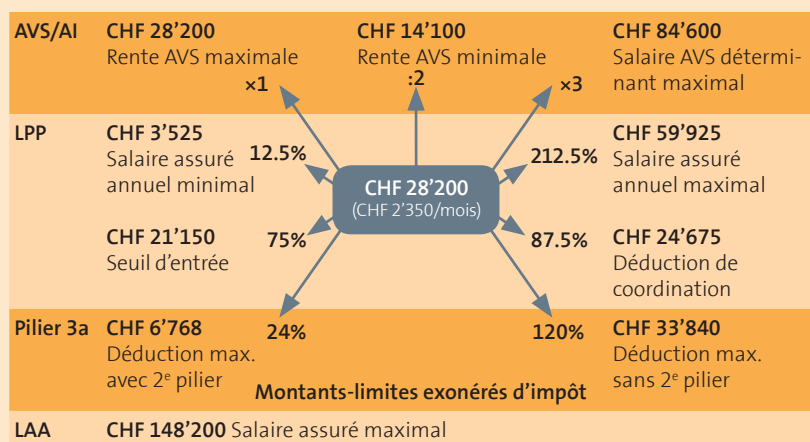 AVS/AI CHF 28’200 CHF 14’100 CHF 84’600
Rente AVS maximale Rente AVS minimale Salaire AVS détermi-
nant maximal
×1 :2 ×3
LPP CHF 3’525 CHF 59’925
Salaire assuré 12.5% 212.5% Salaire assuré
annuel minimal annuel maximal
CHF 28’200
(CHF 2’350/mois)
CHF 21’150 75% 87.5% CHF 24’675
Seuil d’entrée Déduction de
coordination
Pilier 3a CHF 6’768 24% 120% CHF 33’840
Déduction max. Déduction max.
avec 2e pilier sans 2e pilier
Montants-limites exonérés d’impôt
LAA CHF 148’200 Salaire assuré maximal